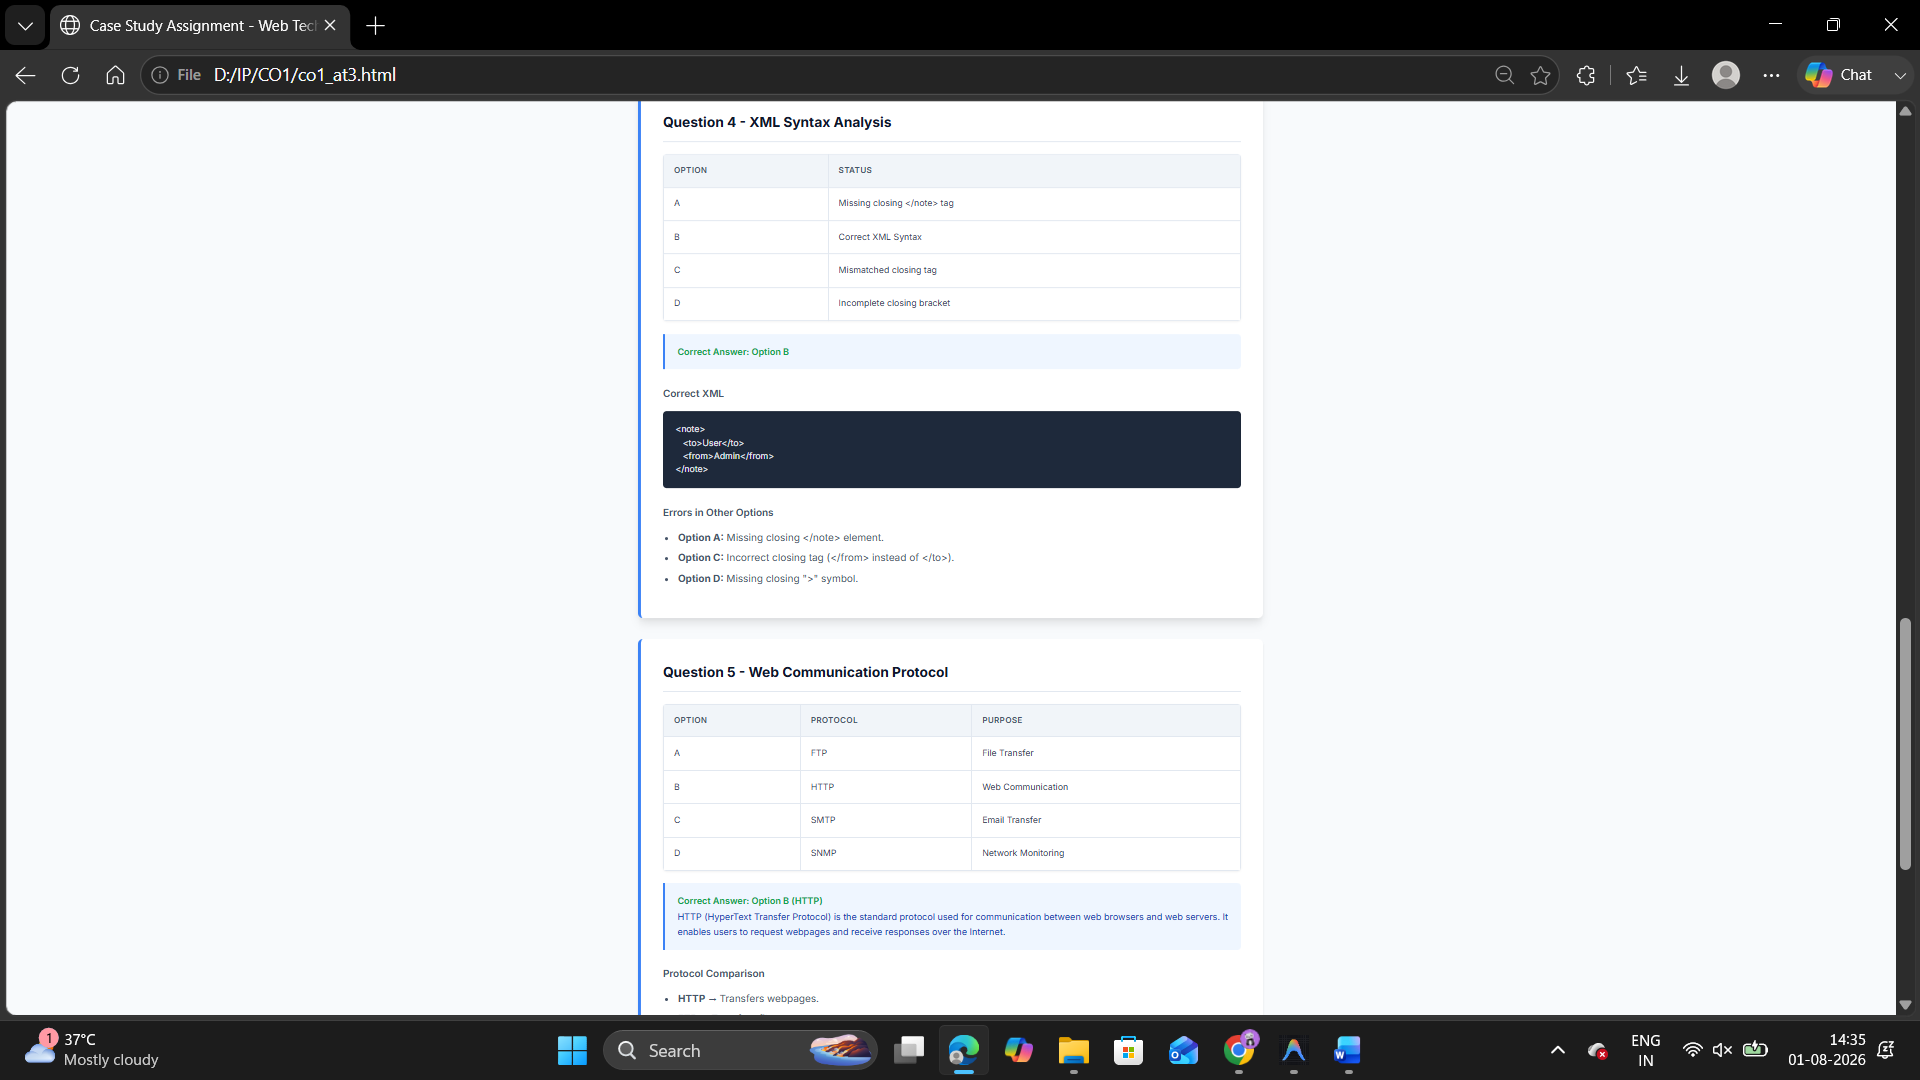 Case Study Assignment - Web Tec
File D:/IP/CO1/co1_at3.html
Chat
Question 4 - XML Syntax Analysis
OPTION STATUS
A Missing closing </note> tag
B Correct XML Syntax
C Mismatched closing tag
D Incomplete closing bracket
Correct Answer: Option B
Correct XML
<note>
<to>User</to>
<from>Admin</from>
</note>
Errors in Other Options
• Option A: Missing closing </note> element.
• Option C: Incorrect closing tag (</from> instead of </to>).
• Option D: Missing closing ">" symbol.
Question 5 - Web Communication Protocol
OPTION PROTOCOL PURPOSE
A FTP File Transfer
B HTTP Web Communication
C SMTP Email Transfer
D SNMP Network Monitoring
Correct Answer: Option B (HTTP)
HTTP (HyperText Transfer Protocol) is the standard protocol used for communication between web browsers and web servers. It
enables users to request webpages and receive responses over the Internet.
Protocol Comparison
• HTTP → Transfers webpages.
1
37°C
Mostly cloudy
Search
ENG
IN
14:35
01-08-2026